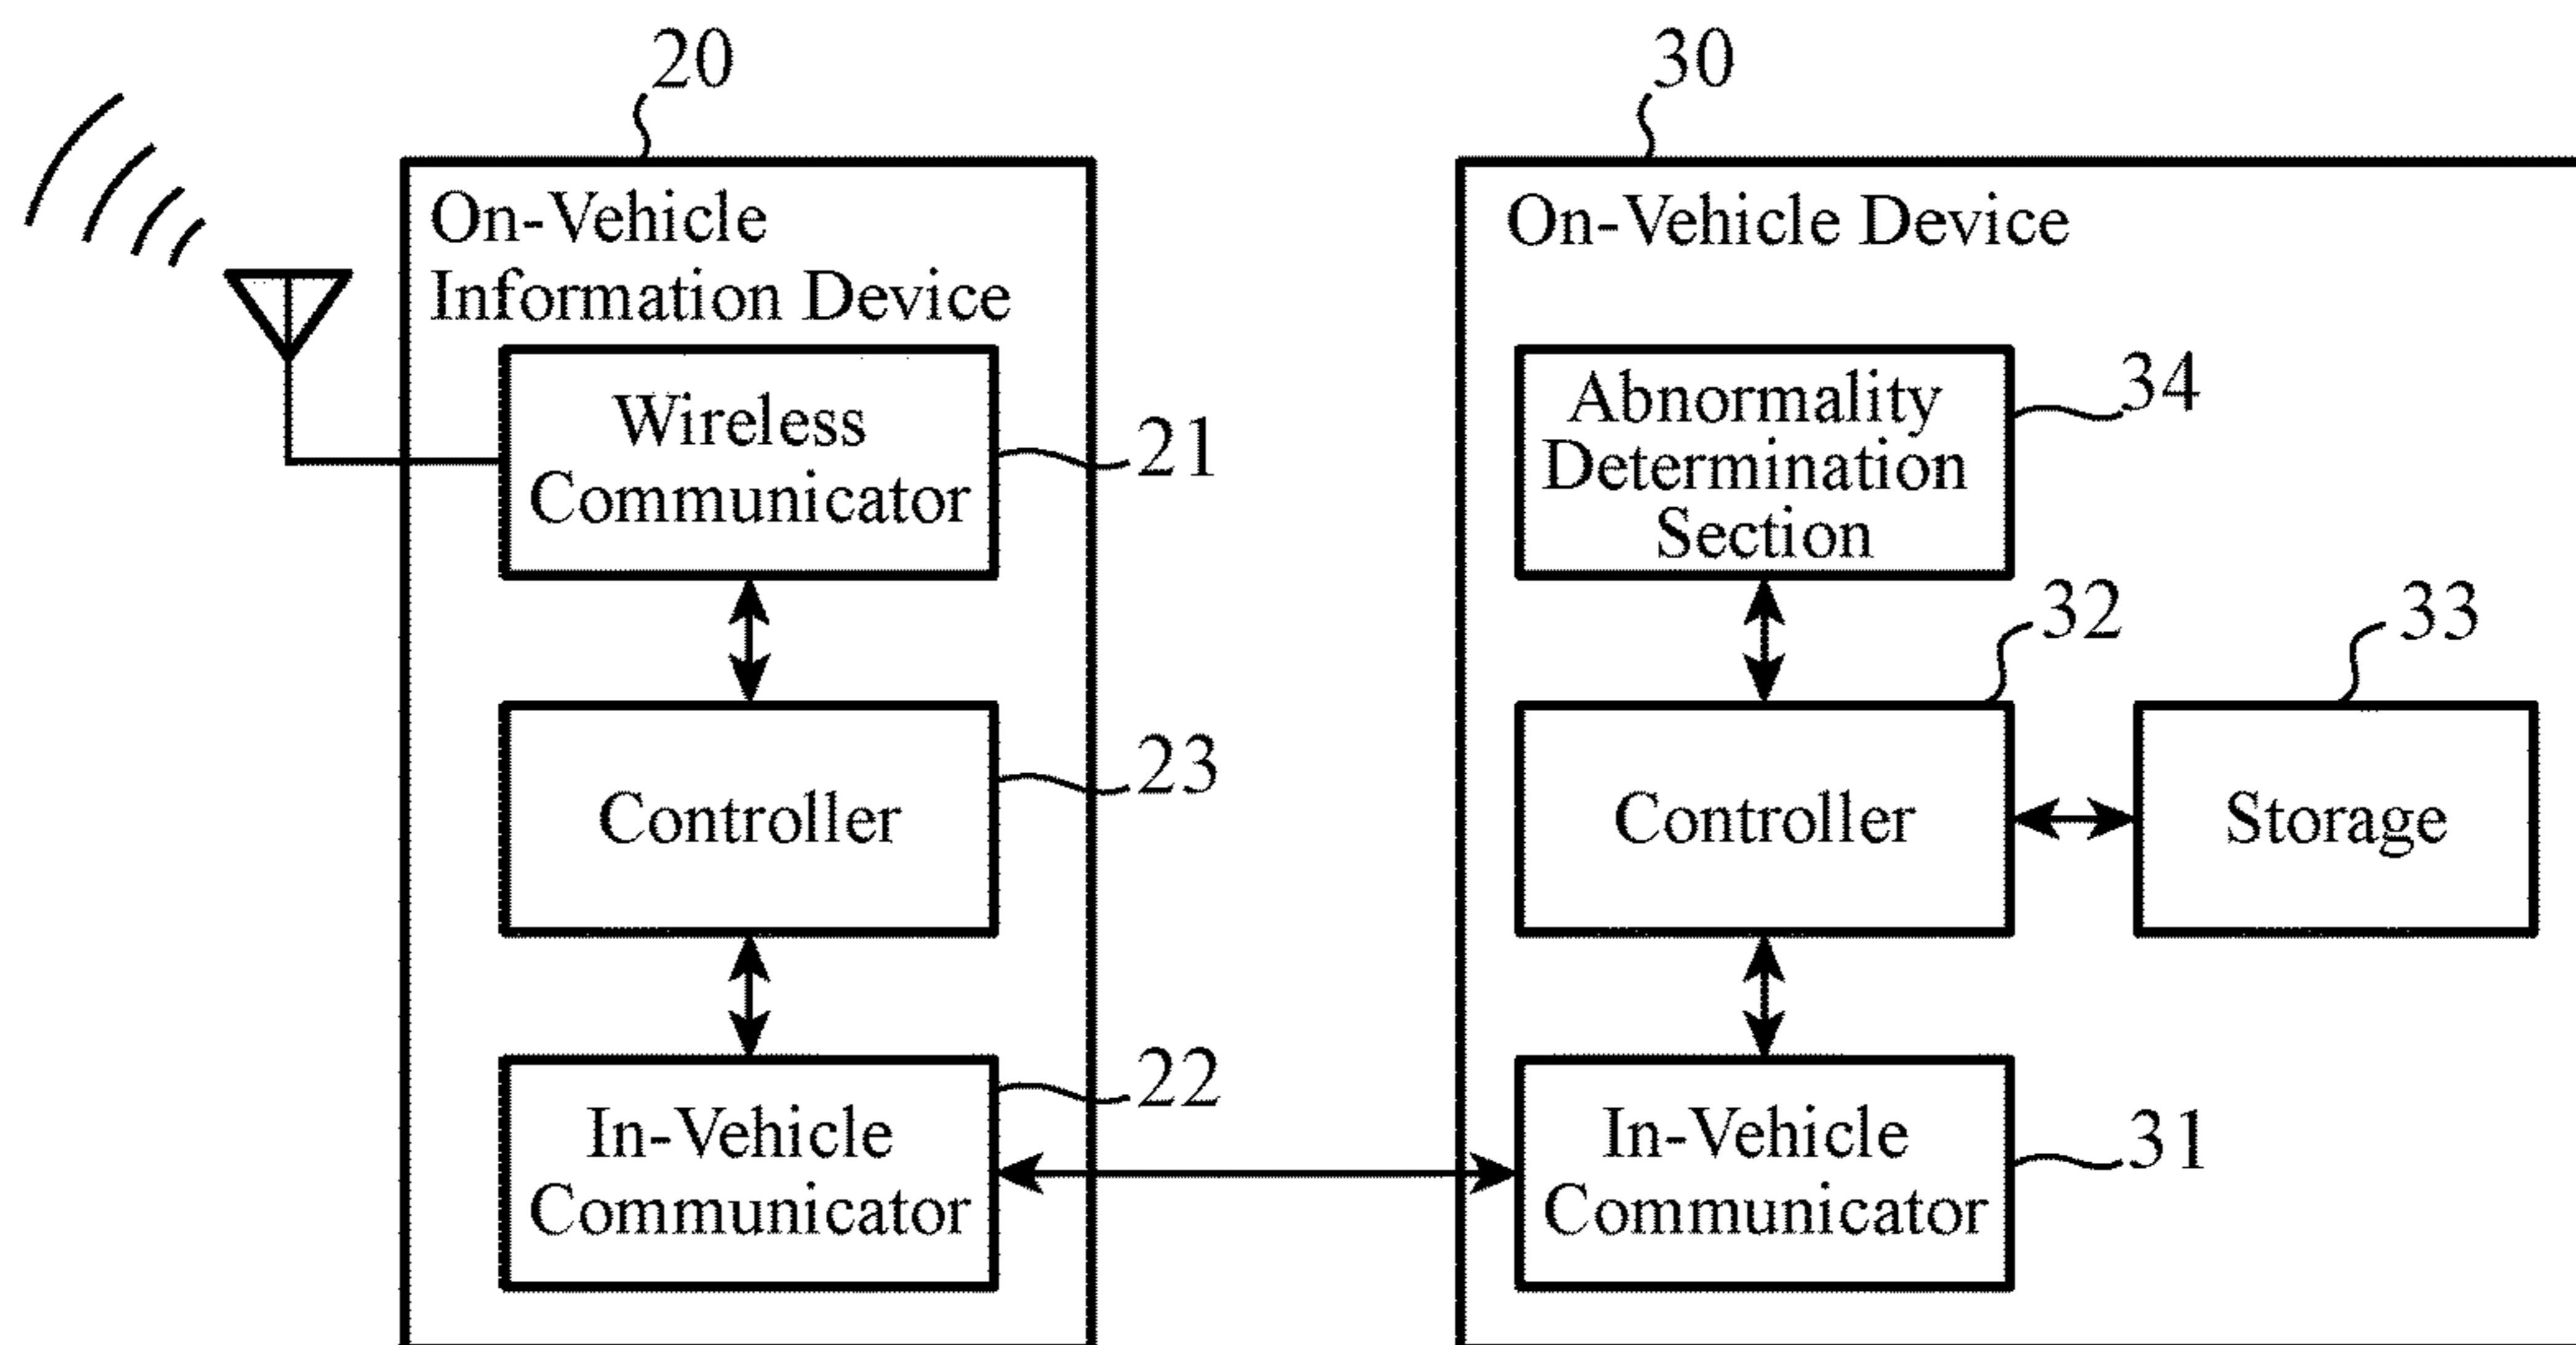 20
On-Vehicle
Information Device
Wireless
Communicator
21
Controller
23
In-Vehicle
Communicator
22
30
On-Vehicle Device
Abnormality
Determination
Section
34
Controller
32
Storage
33
In-Vehicle
Communicator
31